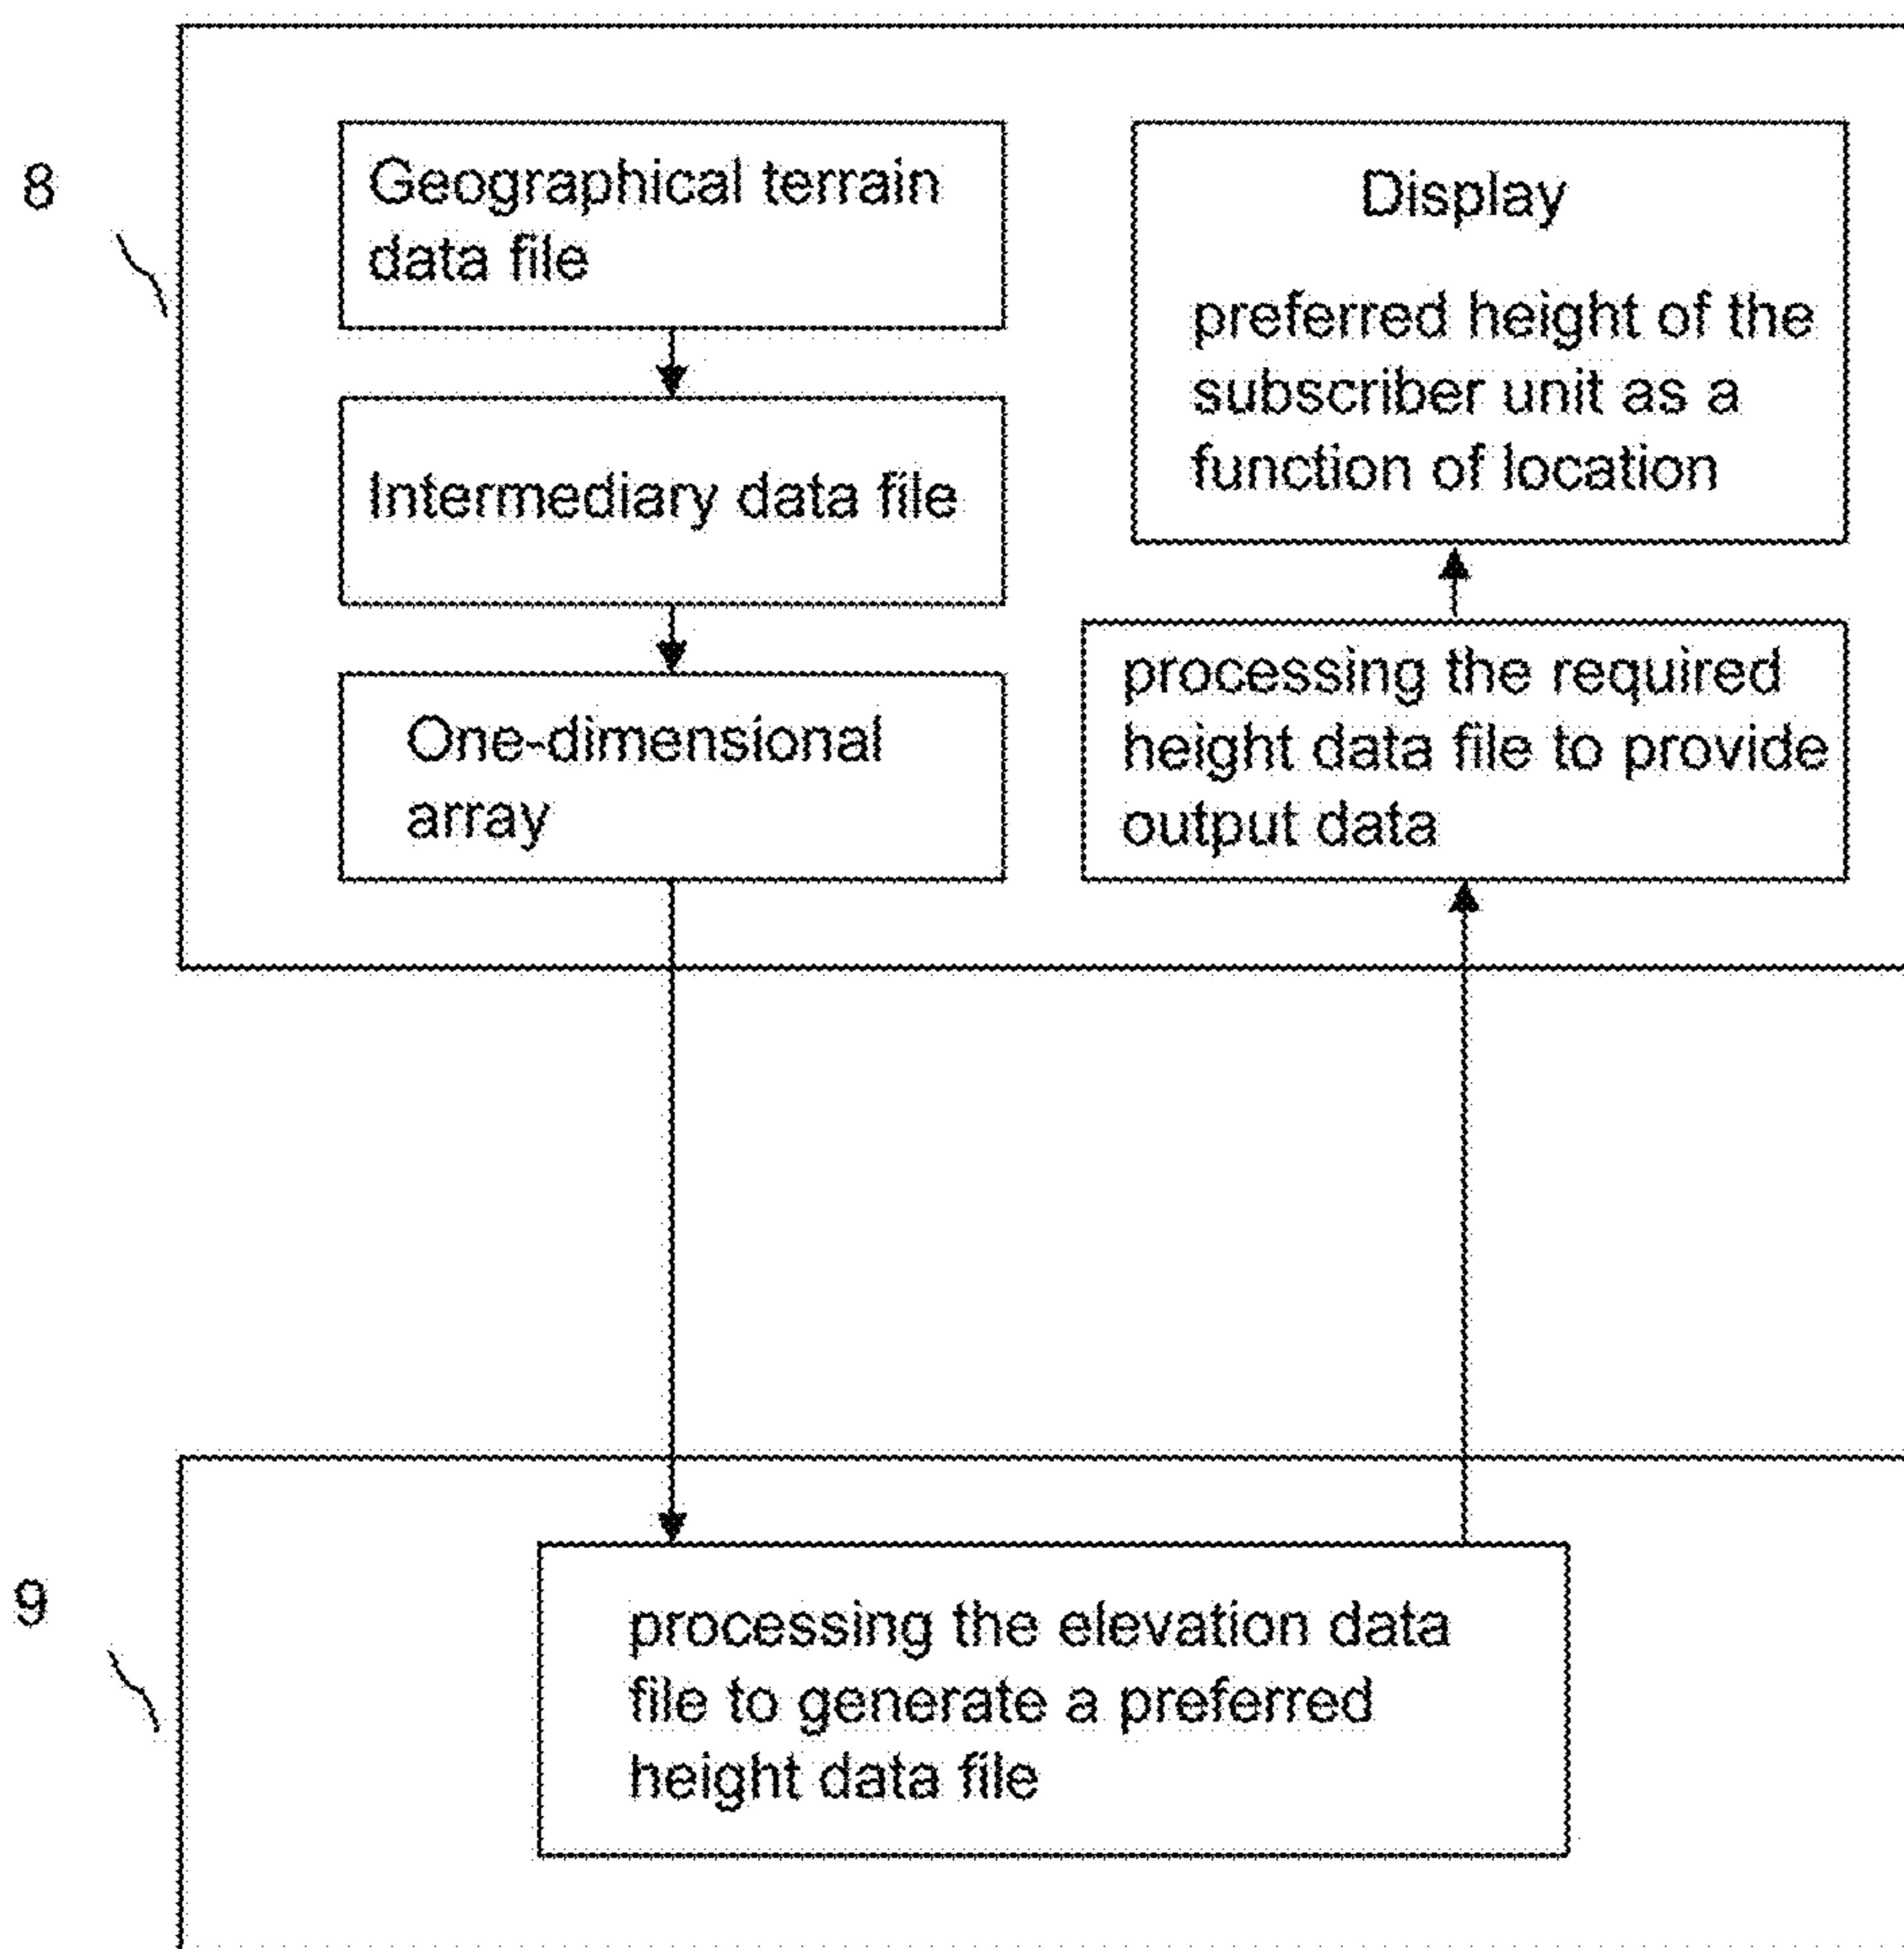 8
Geographical terrain
data file
Intermediary data file
One-dimensional
array
Display
preferred height of the
subscriber unit as a
function of location
processing the required
height data file to provide
output data
9
processing the elevation data
file to generate a preferred
height data file